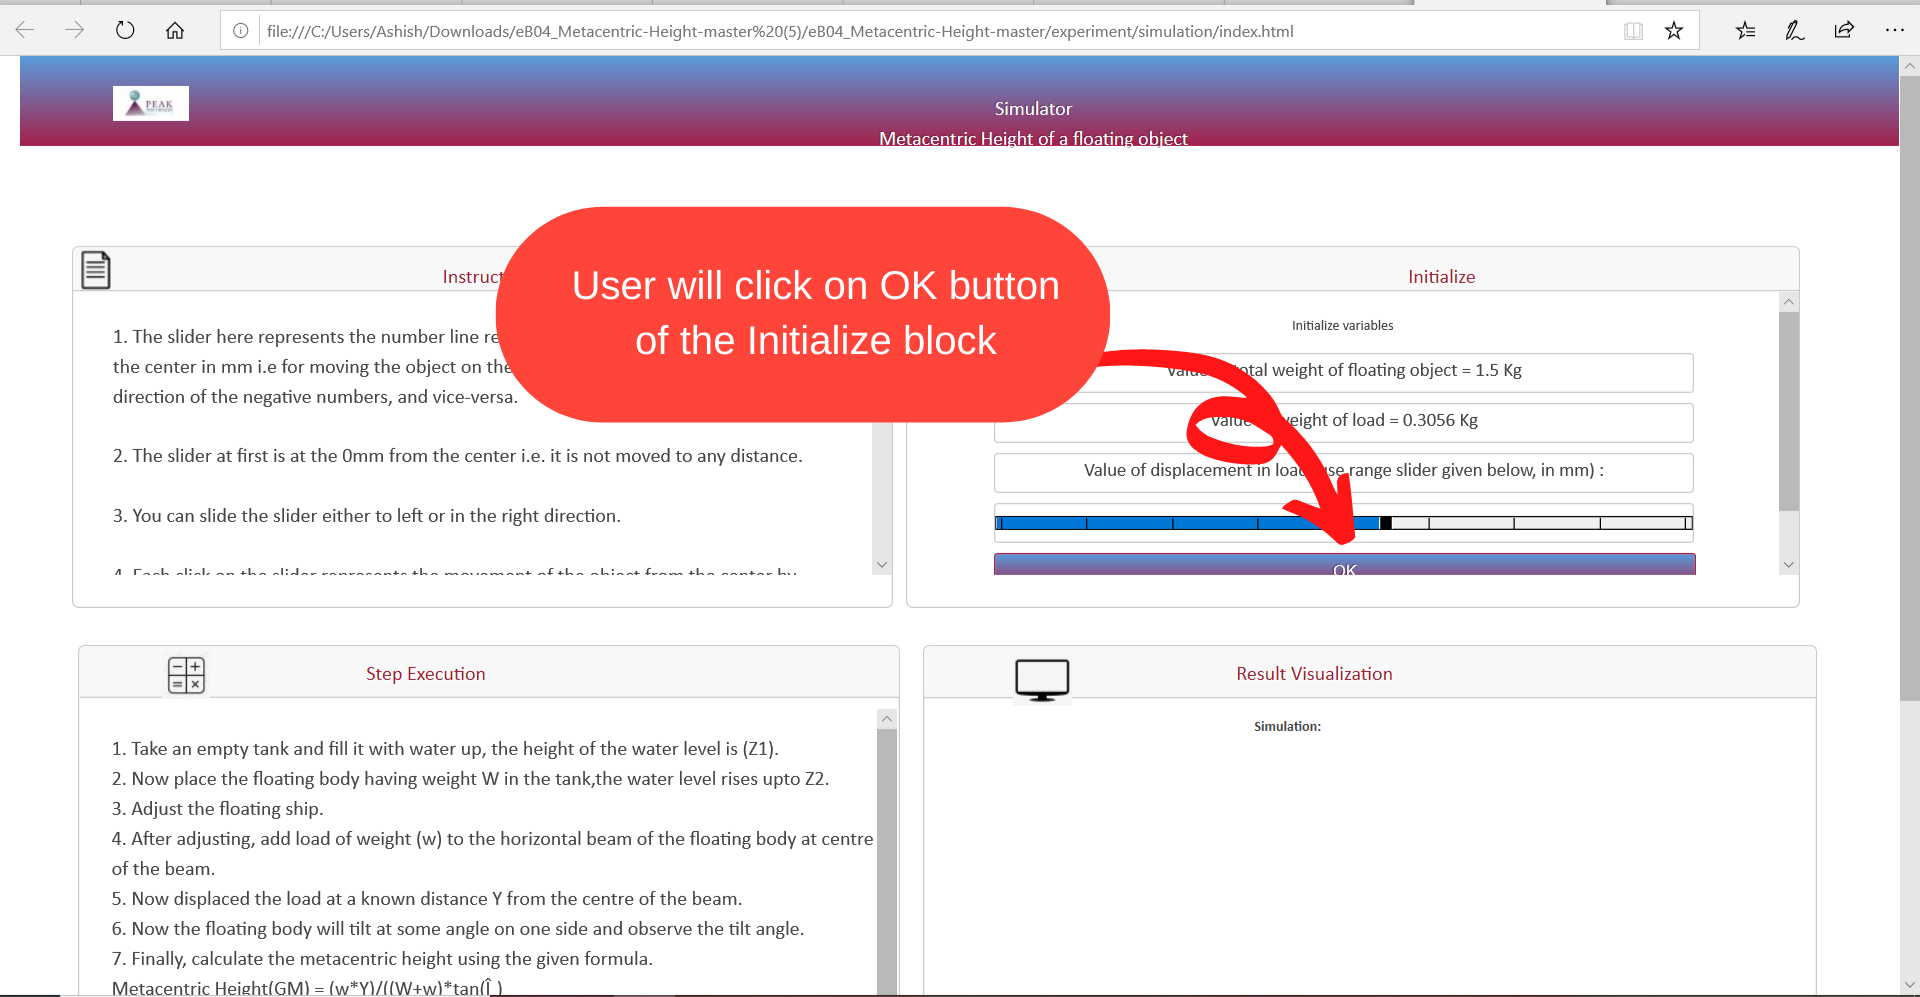 file:///C:/Users/Ashish/Downloads/eB04_Metacentric-Height-master%20(5)/eB04_Metacentric-Height-master/experiment/simulation/index.html
PEAK
Simulator
Metacentric Height of a floating object
Instruct
1. The slider here represents the number line re
the center in mm i.e for moving the object on the
direction of the negative numbers, and vice-versa.
2. The slider at first is at the 0mm from the center i.e. it is not moved to any distance.
3. You can slide the slider either to left or in the right direction.
4. Each click on the slider represents the movement of the object from the center by
User will click on OK button
of the Initialize block
Initialize
Initialize variables
Value total weight of floating object = 1.5 Kg
Value weight of load = 0.3056 Kg
Value of displacement in load use range slider given below, in mm) :
OK
Step Execution
1. Take an empty tank and fill it with water up, the height of the water level is (Z1).
2. Now place the floating body having weight W in the tank,the water level rises upto Z2.
3. Adjust the floating ship.
4. After adjusting, add load of weight (w) to the horizontal beam of the floating body at centre
of the beam.
5. Now displaced the load at a known distance Y from the centre of the beam.
6. Now the floating body will tilt at some angle on one side and observe the tilt angle.
7. Finally, calculate the metacentric height using the given formula.
Metacentric Height(GM) = (w*Y)/((W+w)*tan(Î )
Result Visualization
Simulation: